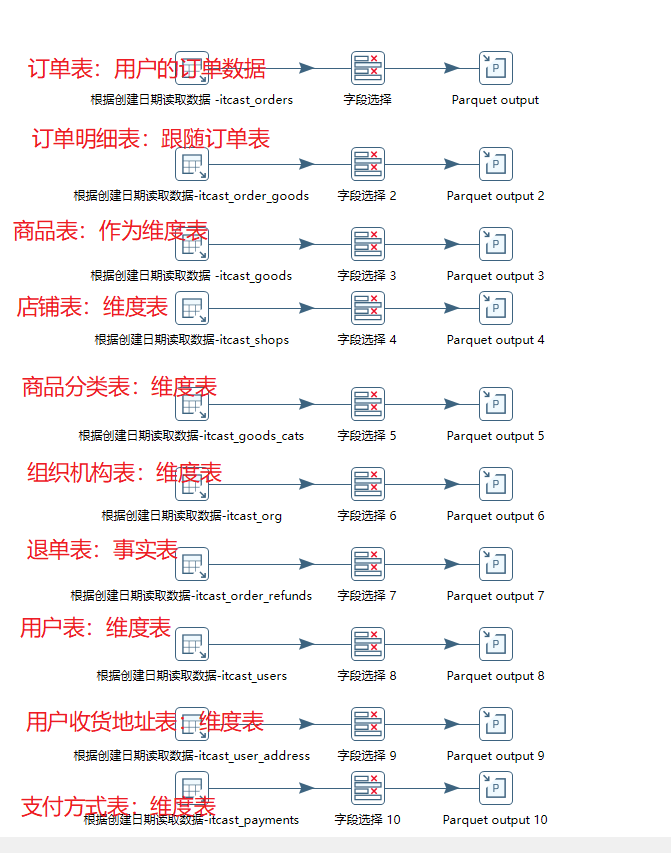 订单表：用户的订单数据
根据创建日期读取数据 -itcast_orders
字段选择
Parquet output
订单明细表：跟随订单表
根据创建日期读取数据-itcast_order_goods
字段选择 2
Parquet output 2
商品表：作为维度表
根据创建日期读取数据 -itcast_goods
字段选择 3
Parquet output 3
店铺表：维度表
根据创建日期读取数据-itcast_shops
字段选择 4
Parquet output 4
商品分类表：维度表
根据创建日期读取数据-itcast_goods_cats
字段选择 5
Parquet output 5
组织机构表：维度表
根据创建日期读取数据-itcast_org
字段选择 6
Parquet output 6
退单表：事实表
根据创建日期读取数据-itcast_order_refunds
字段选择 7
Parquet output 7
用户表：维度表
根据创建日期读取数据-itcast_users
字段选择 8
Parquet output 8
用户收货地址表：维度表
根据创建日期读取数据-itcast_user_address
字段选择 9
Parquet output 9
支付方式表：维度表
根据创建日期读取数据-itcast_payments
字段选择 10
Parquet output 10